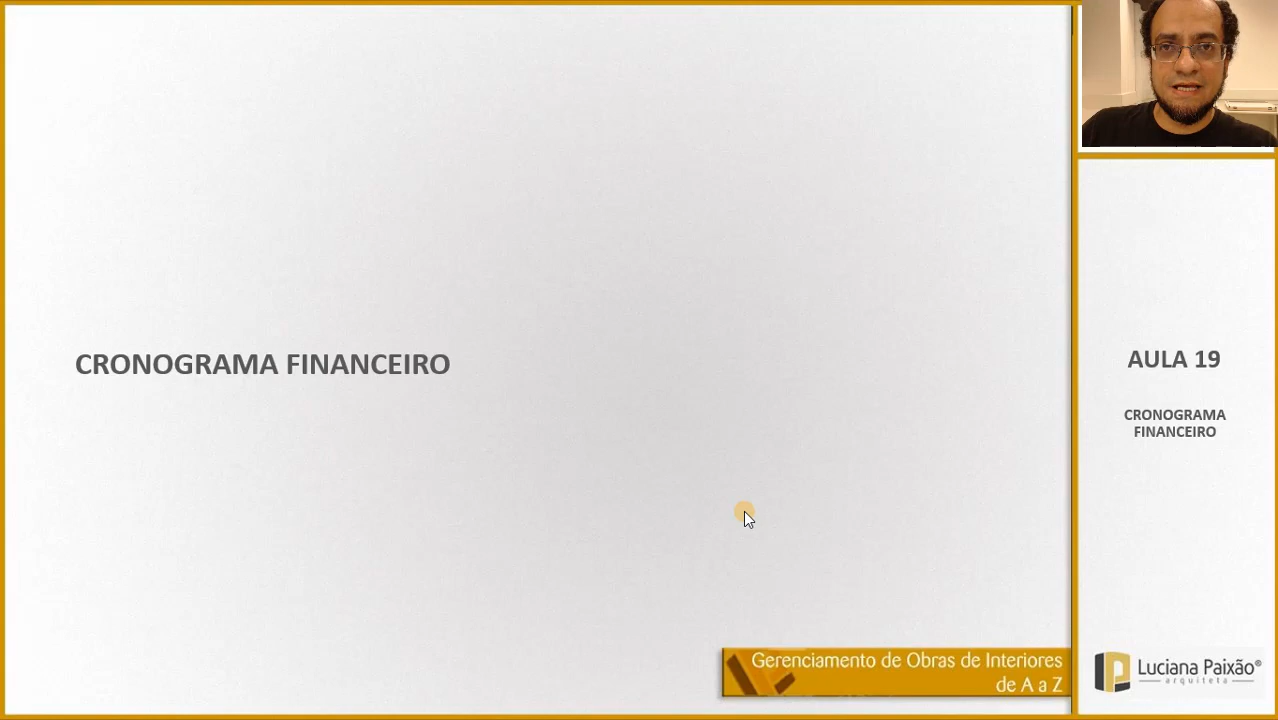 CRONOGRAMA FINANCEIRO
AULA 19
CRONOGRAMA
FINANCEIRO
Gerenciamento de Obras de Interiores
de A a Z
Luciana Paixão®
arquiteta